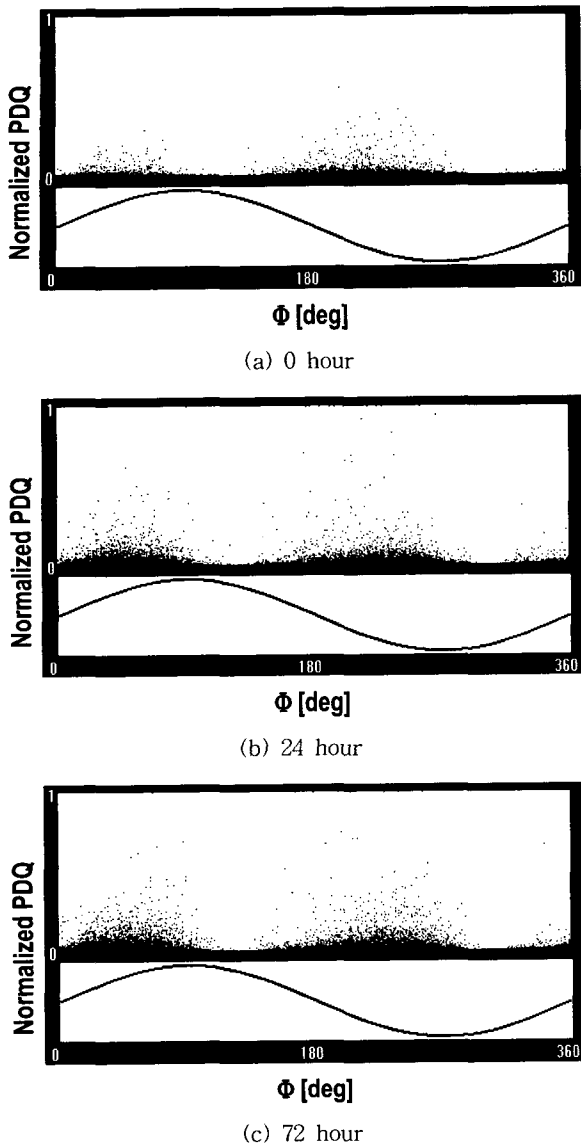 1
Normalized PDQ
0
0 180 360
Φ [deg]
(a) 0 hour
1
Normalized PDQ
0
0 180 360
Φ [deg]
(b) 24 hour
1
Normalized PDQ
0
0 180 360
Φ [deg]
(c) 72 hour